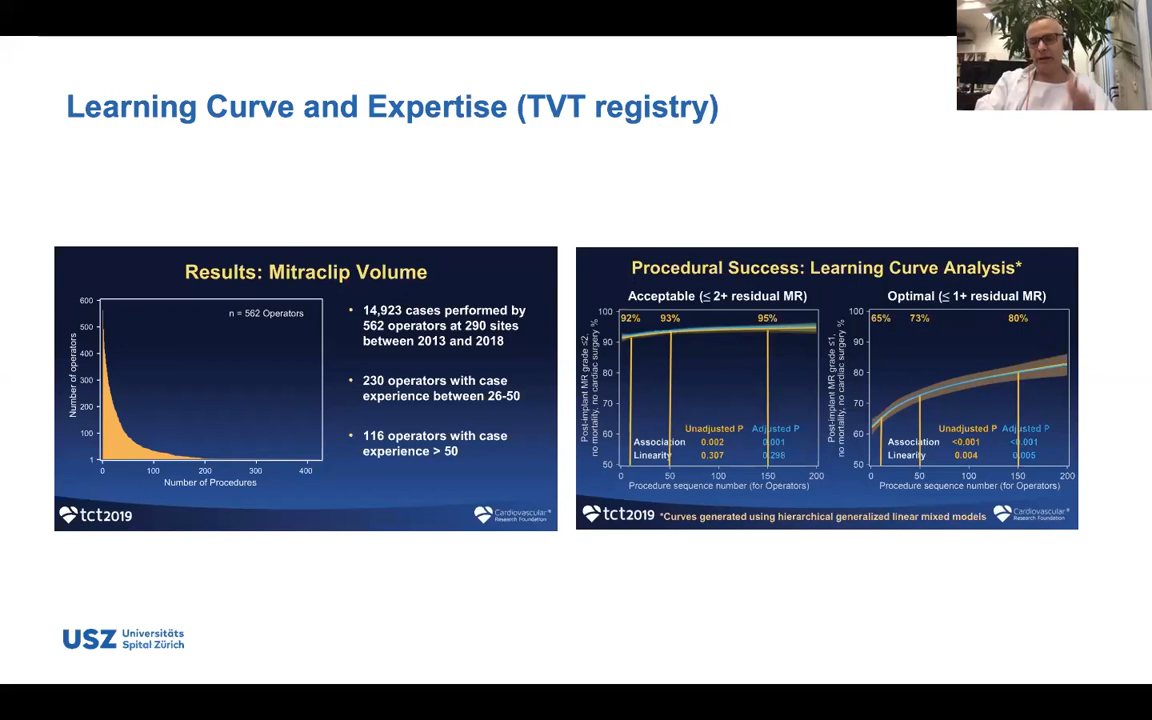 Learning Curve and Expertise (TVT registry)
Results: Mitraclip Volume
600
500
400
300
200
100
1
Number of operators
n = 562 Operators
0
100
200
300
400
Number of Procedures
• 14,923 cases performed by
562 operators at 290 sites
between 2013 and 2018
• 230 operators with case
experience between 26-50
• 116 operators with case
experience > 50
tct2019
Cardiovascular
Research Foundation
Procedural Success: Learning Curve Analysis*
Acceptable (≤ 2+ residual MR)
Post-implant MR grade ≤2,
no mortality, no cardiac surgery %
100
90
80
70
60
50
92%
93%
95%
Unadjusted P
Adjusted P
Association
0.002
0.001
Linearity
0.307
0.298
0
50
100
150
200
Procedure sequence number (for Operators)
Optimal (≤ 1+ residual MR)
Post-implant MR grade ≤1,
no mortality, no cardiac surgery %
100
90
80
70
60
50
65%
73%
80%
Unadjusted P
Adjusted P
Association
<0.001
<0.001
Linearity
0.004
0.005
0
50
100
150
200
Procedure sequence number (for Operators)
tct2019
*Curves generated using hierarchical generalized linear mixed models
Cardiovascular
Research Foundation
USZ
Universitäts
Spital Zürich